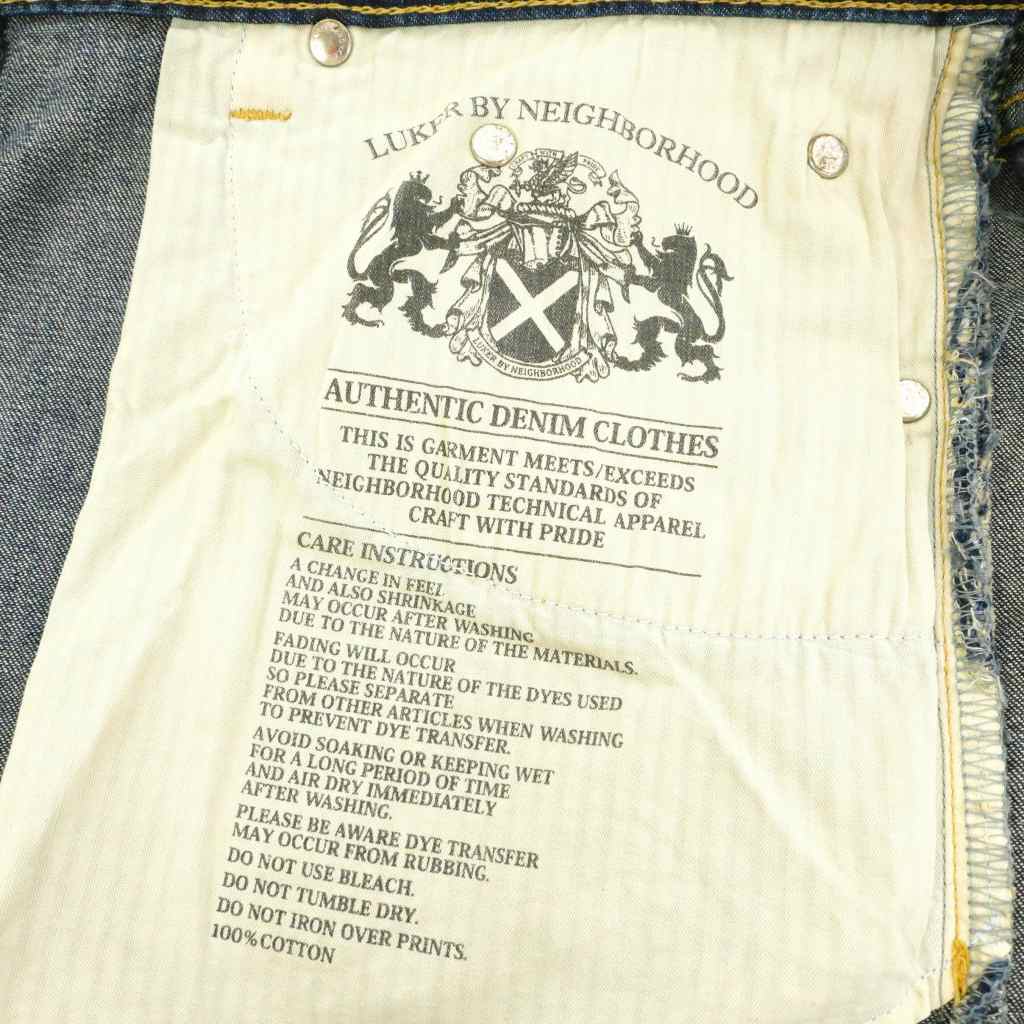 LUKER BY NEIGHBORHOOD
LUKER BY NEIGHBORHOOD
AUTHENTIC DENIM CLOTHES
THIS IS GARMENT MEETS/EXCEEDS
THE QUALITY STANDARDS OF
NEIGHBORHOOD TECHNICAL APPAREL
CRAFT WITH PRIDE
CARE INSTRUCTIONS
A CHANGE IN FEEL
AND ALSO SHRINKAGE
MAY OCCUR AFTER WASHING
DUE TO THE NATURE OF THE MATERIALS.
FADING WILL OCCUR
DUE TO THE NATURE OF THE DYES USED
SO PLEASE SEPARATE
FROM OTHER ARTICLES WHEN WASHING
TO PREVENT DYE TRANSFER.
AVOID SOAKING OR KEEPING WET
FOR A LONG PERIOD OF TIME
AND AIR DRY IMMEDIATELY
AFTER WASHING.
PLEASE BE AWARE DYE TRANSFER
MAY OCCUR FROM RUBBING.
DO NOT USE BLEACH.
DO NOT TUMBLE DRY.
DO NOT IRON OVER PRINTS.
100% COTTON